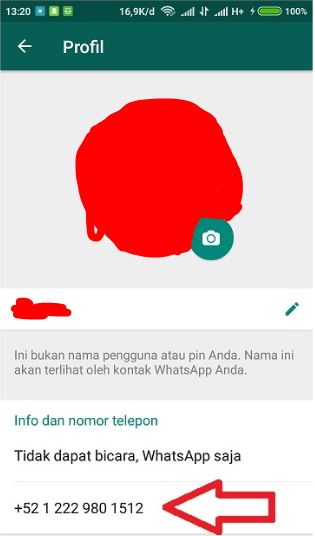 13:20 16,9K/d H+ 100%
Profil
Ini bukan nama pengguna atau pin Anda. Nama ini
akan terlihat oleh kontak WhatsApp Anda.
Info dan nomor telepon
Tidak dapat bicara, WhatsApp saja
+52 1 222 980 1512